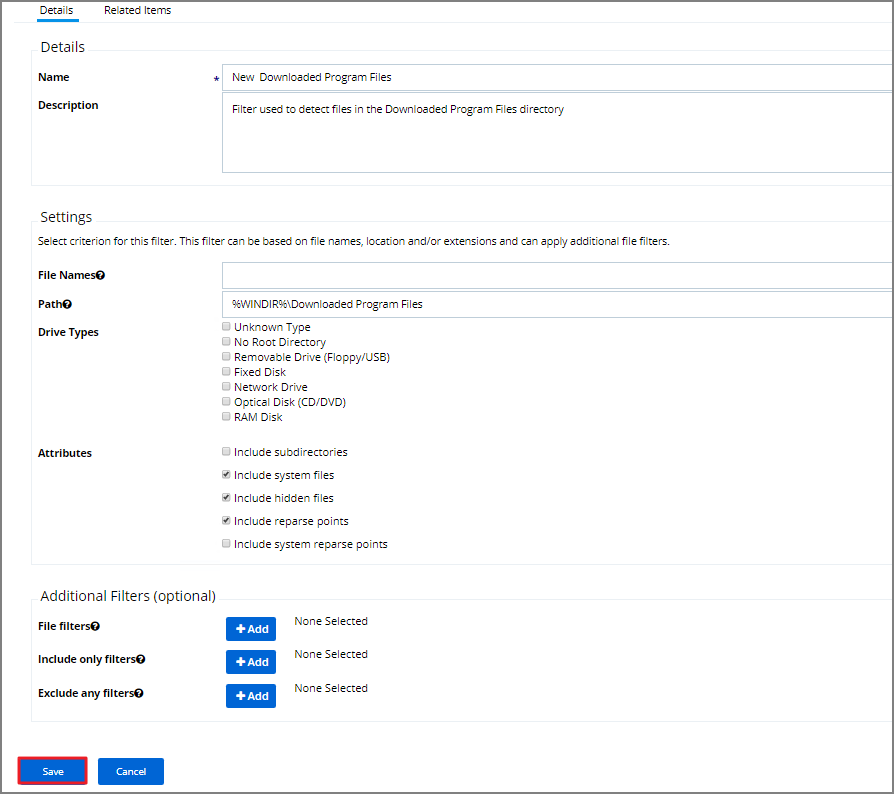 Details Related Items
Details
Name * New Downloaded Program Files
Description Filter used to detect files in the Downloaded Program Files directory
Settings
Select criterion for this filter. This filter can be based on file names, location and/or extensions and can apply additional file filters.
File Names?
Path? %WINDIR%\Downloaded Program Files
Drive Types
Unknown Type
No Root Directory
Removable Drive (Floppy/USB)
Fixed Disk
Network Drive
Optical Disk (CD/DVD)
RAM Disk
Attributes
Include subdirectories
Include system files
Include hidden files
Include reparse points
Include system reparse points
Additional Filters (optional)
File filters? +Add None Selected
Include only filters? +Add None Selected
Exclude any filters? +Add None Selected
Save Cancel